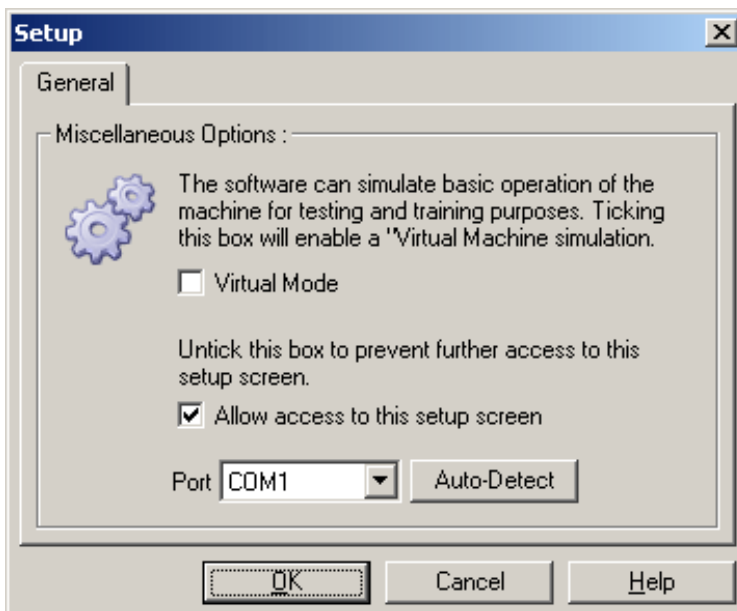 Setup
General
Miscellaneous Options :
The software can simulate basic operation of the
machine for testing and training purposes. Ticking
this box will enable a "Virtual Machine simulation.
Virtual Mode
Untick this box to prevent further access to this
setup screen.
Allow access to this setup screen
Port COM1 Auto-Detect
OK Cancel Help